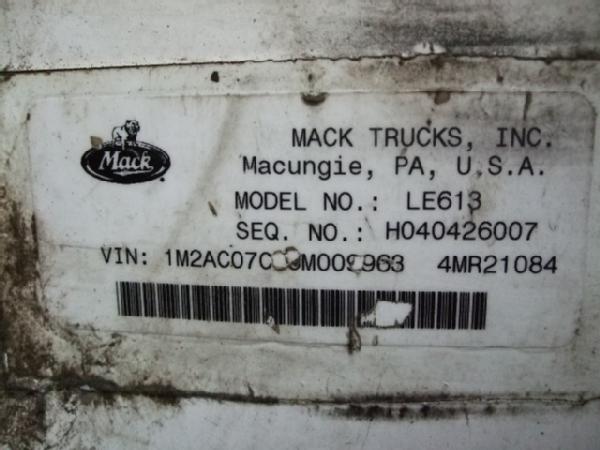 Mack
MACK TRUCKS, INC.
Macungie, PA, U.S.A.
MODEL NO.: LE613
SEQ. NO.: H040426007
VIN: 4MR21084